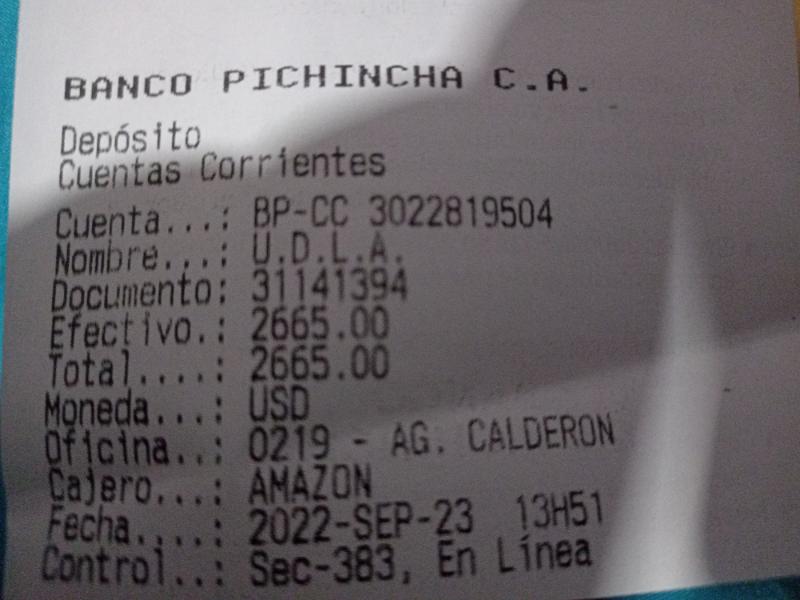 BANCO PICHINCHA C.A.
Depósito
Cuentas Corrientes
Cuenta...: BP-CC 3022819504
Nombre...: U.D.L.A.
Documento: 31141394
Efectivo.: 2665.00
Total....: 2665.00
Moneda...: USD
Oficina..: 0219 - AG. CALDERON
Cajero...: AMAZON
Fecha....: 2022-SEP-23 13H51
Control..: Sec-383, En Línea